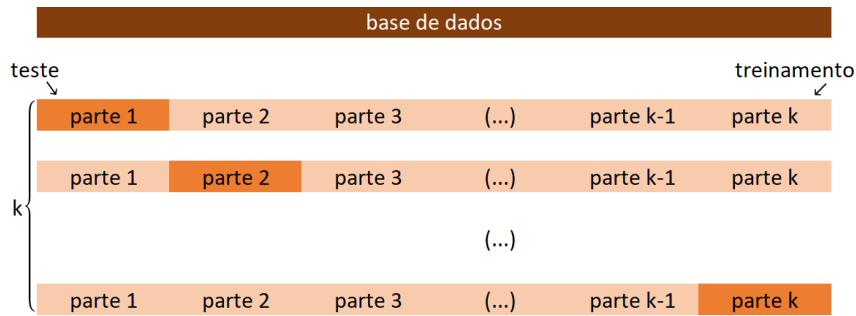 base de dados
teste treinamento
parte 1 parte 2 parte 3 (...) parte k-1 parte k
parte 1 parte 2 parte 3 (...) parte k-1 parte k
k
(...)
parte 1 parte 2 parte 3 (...) parte k-1 parte k